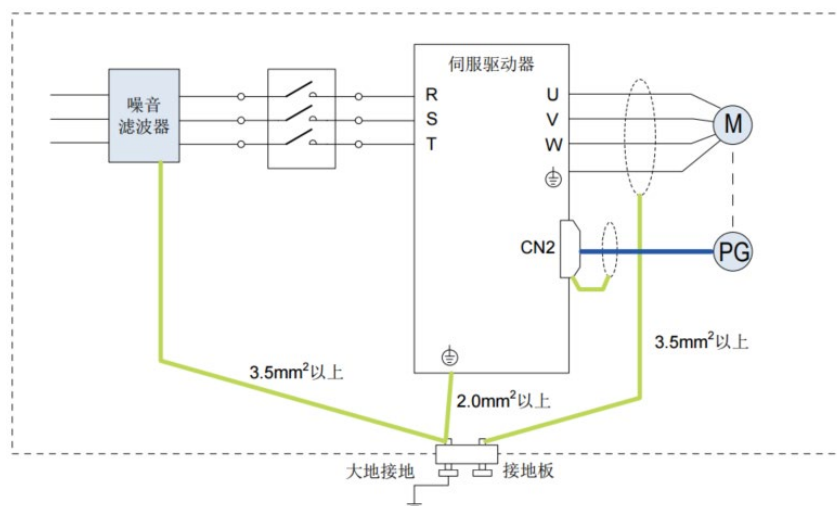 噪音
滤波器
伺服驱动器
R
S
T
U
V
W
M
CN2
PG
3.5mm²以上
2.0mm²以上
3.5mm²以上
大地接地
接地板